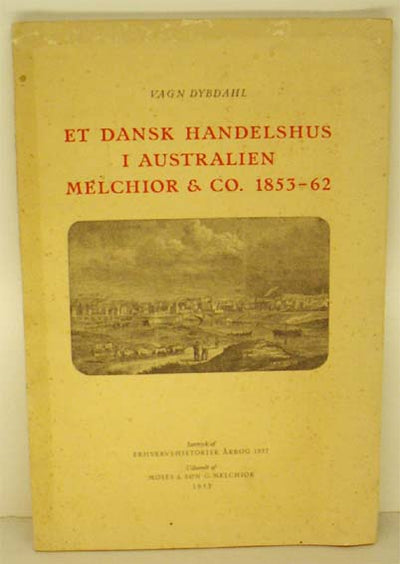 VAGN DYBDAHL
ET DANSK HANDELSHUS
I AUSTRALIEN
MELCHIOR & CO. 1853-62
Særtryk af
ERHVERVSHISTORISK ÅRBOG 1957
Udsendt af
MOSES & SØN G. MELCHIOR
1957